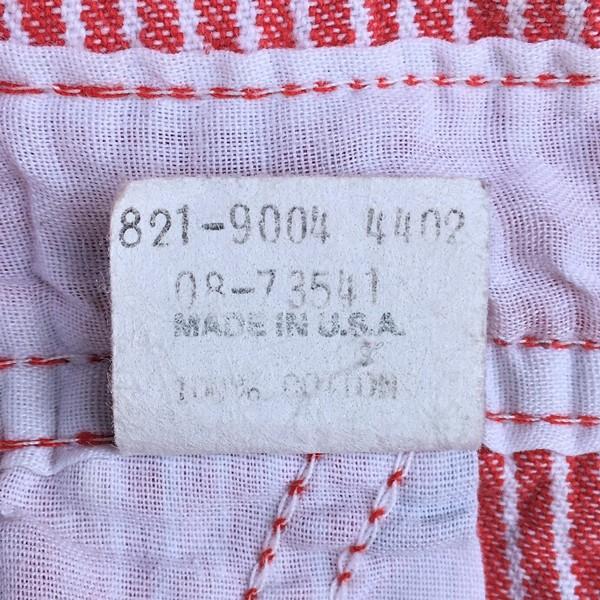 821-9004 4402
08-73541
MADE IN U.S.A.
100% COTTON